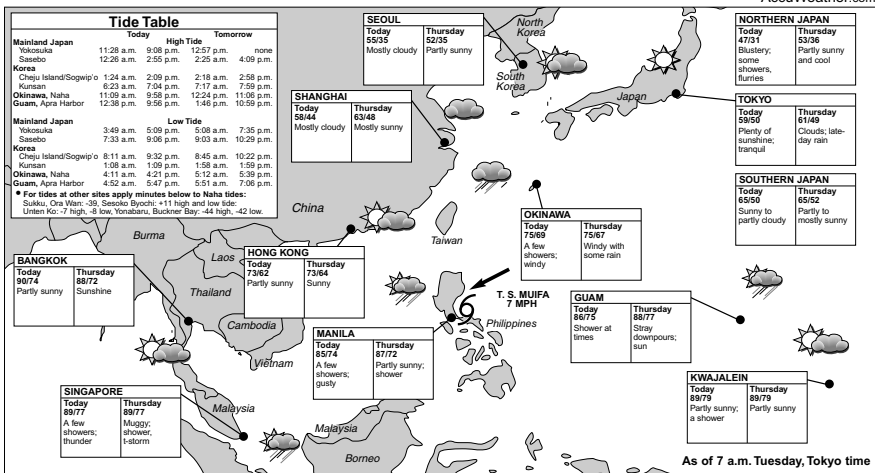 AccuWeather.com
Tide Table
Today Tomorrow
High Tide
Mainland Japan
Yokosuka 11:28 a.m. 9:08 p.m. 12:57 p.m. none
Sasebo 12:26 a.m. 2:55 p.m. 2:25 a.m. 4:09 p.m.
Korea
Cheju Island/Sogwip'o 1:24 a.m. 2:09 p.m. 2:18 a.m. 2:58 p.m.
Kunsan 6:23 a.m. 7:04 p.m. 7:17 a.m. 7:59 p.m.
Okinawa, Naha 11:09 a.m. 9:58 p.m. 12:24 p.m. 11:06 p.m.
Guam, Apra Harbor 12:38 p.m. 9:56 p.m. 1:46 p.m. 10:59 p.m.
Mainland Japan Low Tide
Yokosuka 3:49 a.m. 5:09 p.m. 5:08 a.m. 7:35 p.m.
Sasebo 7:33 a.m. 9:06 p.m. 9:03 a.m. 10:29 p.m.
Korea
Cheju Island/Sogwip'o 8:11 a.m. 9:32 p.m. 8:45 a.m. 10:22 p.m.
Kunsan 1:08 a.m. 1:09 p.m. 1:58 a.m. 1:59 p.m.
Okinawa, Naha 4:11 a.m. 4:21 p.m. 5:12 a.m. 5:39 p.m.
Guam, Apra Harbor 4:52 a.m. 5:47 p.m. 5:51 a.m. 7:06 p.m.
• For tides at other sites apply minutes below to Naha tides:
Sukku, Ora Wan: -39, Sesoko Byochi: +11 high and low tide:
Unten Ko: -7 high, -8 low, Yonabaru, Buckner Bay: -44 high, -42 low.
SEOUL
Today Thursday
55/35 52/35
Mostly cloudy Partly sunny
North
Korea
South
Korea
Japan
NORTHERN JAPAN
Today Thursday
47/31 53/36
Blustery; Partly sunny
some and cool
showers,
flurries
SHANGHAI
Today Thursday
58/44 63/48
Mostly cloudy Mostly sunny
TOKYO
Today Thursday
59/50 61/49
Plenty of Clouds; late-
sunshine; day rain
tranquil
SOUTHERN JAPAN
Today Thursday
65/50 65/52
Sunny to Partly to
partly cloudy mostly sunny
China
Taiwan
OKINAWA
Today Thursday
75/69 75/67
A few Windy with
showers; some rain
windy
Burma
Laos
Thailand
Cambodia
Vietnam
BANGKOK
Today Thursday
90/74 88/72
Partly sunny Sunshine
HONG KONG
Today Thursday
73/62 73/64
Partly sunny Sunny
T. S. MUIFA
7 MPH
Philippines
GUAM
Today Thursday
86/75 88/77
Shower at Stray
times downpours;
sun
MANILA
Today Thursday
85/74 87/72
A few Partly sunny;
showers; shower
gusty
KWAJALEIN
Today Thursday
89/79 89/79
Partly sunny; Partly sunny
a shower
SINGAPORE
Today Thursday
89/77 89/77
A few Muggy;
showers; shower,
thunder t-storm
Malaysia
Malaysia
Borneo
As of 7 a.m. Tuesday, Tokyo time